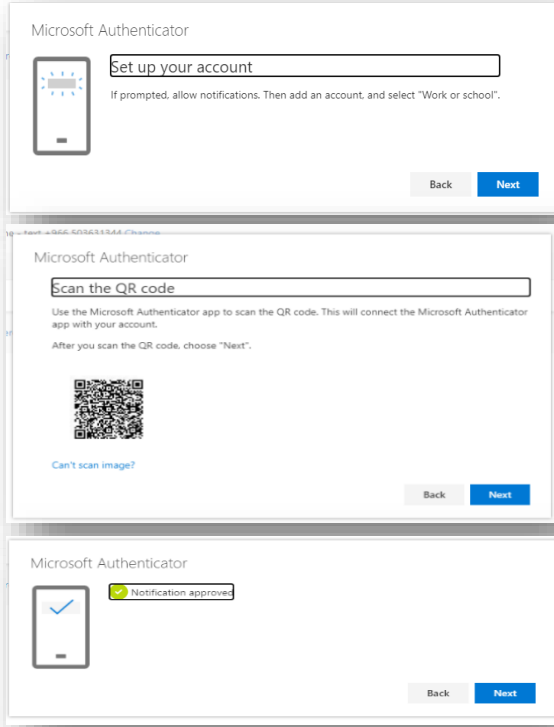 Microsoft Authenticator
Set up your account
If prompted, allow notifications. Then add an account, and select "Work or school".
Back Next
text +966 503631344 Change
Microsoft Authenticator
Scan the QR code
Use the Microsoft Authenticator app to scan the QR code. This will connect the Microsoft Authenticator
app with your account.
After you scan the QR code, choose "Next".
Can't scan image?
Back Next
Microsoft Authenticator
Notification approved
Back Next